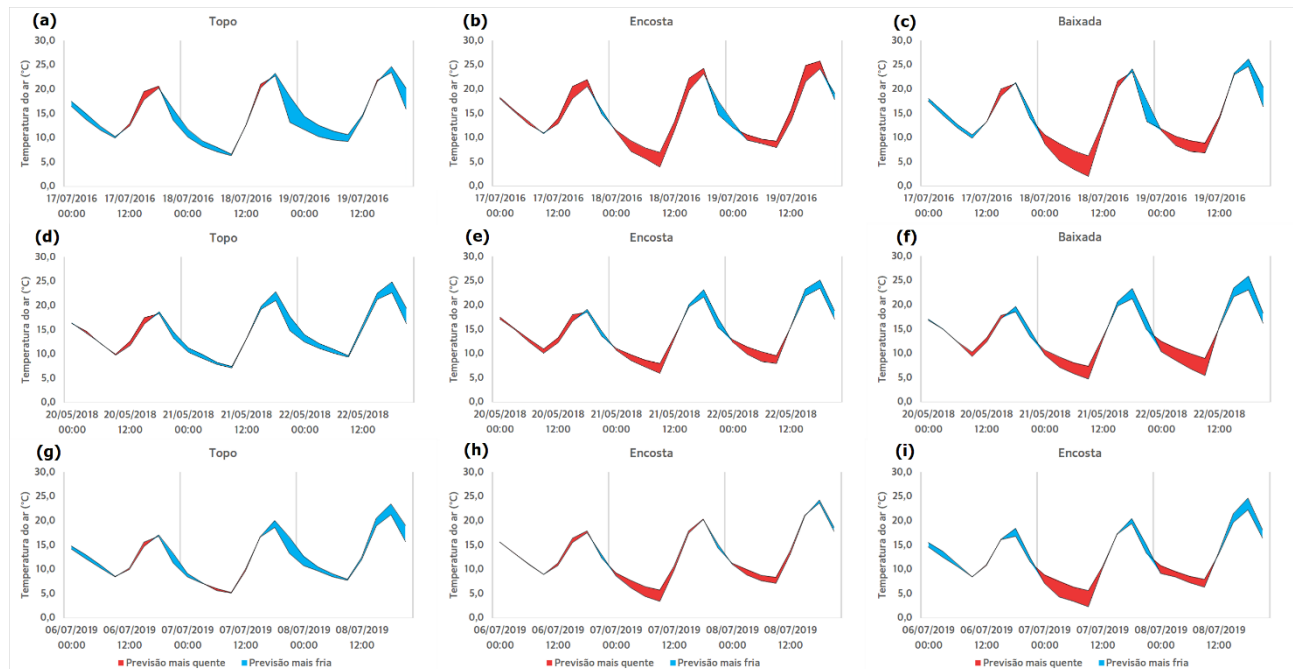 (a) Topo
(b) Encosta
(c) Baixada
Temperatura do ar (°C)
30,0
25,0
20,0
15,0
10,0
5,0
0,0
17/07/2016 17/07/2016 18/07/2016 18/07/2016 19/07/2016 19/07/2016
00:00 12:00 00:00 12:00 00:00 12:00
Temperatura do ar (°C)
30,0
25,0
20,0
15,0
10,0
5,0
0,0
17/07/2016 17/07/2016 18/07/2016 18/07/2016 19/07/2016 19/07/2016
00:00 12:00 00:00 12:00 00:00 12:00
Temperatura do ar (°C)
30,0
25,0
20,0
15,0
10,0
5,0
0,0
17/07/2016 17/07/2016 18/07/2016 18/07/2016 19/07/2016 19/07/2016
00:00 12:00 00:00 12:00 00:00 12:00
(d) Topo
(e) Encosta
(f) Baixada
Temperatura do ar (°C)
30,0
25,0
20,0
15,0
10,0
5,0
0,0
20/05/2018 20/05/2018 21/05/2018 21/05/2018 22/05/2018 22/05/2018
00:00 12:00 00:00 12:00 00:00 12:00
Temperatura do ar (°C)
30,0
25,0
20,0
15,0
10,0
5,0
0,0
20/05/2018 20/05/2018 21/05/2018 21/05/2018 22/05/2018 22/05/2018
00:00 12:00 00:00 12:00 00:00 12:00
Temperatura do ar (°C)
30,0
25,0
20,0
15,0
10,0
5,0
0,0
20/05/2018 20/05/2018 21/05/2018 21/05/2018 22/05/2018 22/05/2018
00:00 12:00 00:00 12:00 00:00 12:00
(g) Topo
(h) Encosta
(i) Encosta
Temperatura do ar (°C)
30,0
25,0
20,0
15,0
10,0
5,0
0,0
06/07/2019 06/07/2019 07/07/2019 07/07/2019 08/07/2019 08/07/2019
00:00 12:00 00:00 12:00 00:00 12:00
Previsão mais quente Previsão mais fria
Temperatura do ar (°C)
30,0
25,0
20,0
15,0
10,0
5,0
0,0
06/07/2019 06/07/2019 07/07/2019 07/07/2019 08/07/2019 08/07/2019
00:00 12:00 00:00 12:00 00:00 12:00
Previsão mais quente Previsão mais fria
Temperatura do ar (°C)
30,0
25,0
20,0
15,0
10,0
5,0
0,0
06/07/2019 06/07/2019 07/07/2019 07/07/2019 08/07/2019 08/07/2019
00:00 12:00 00:00 12:00 00:00 12:00
Previsão mais quente Previsão mais fria